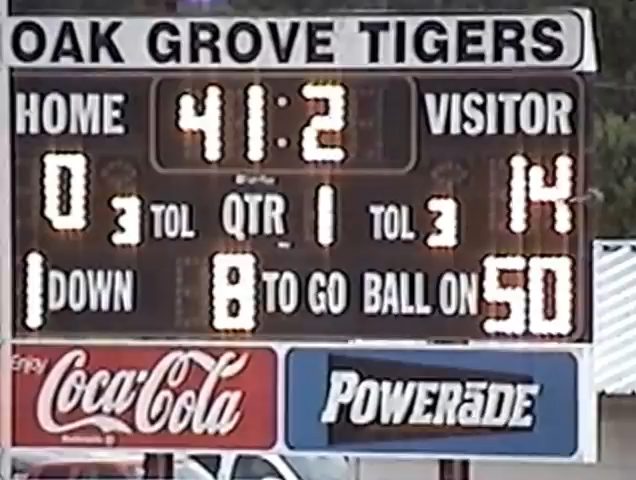 OAK GROVE TIGERS
HOME 41:2 VISITOR
0 3 TOL QTR 1 TOL 3 14
1 DOWN 8 TO GO BALL ON 50
Enjoy
Coca-Cola
POWERāDE